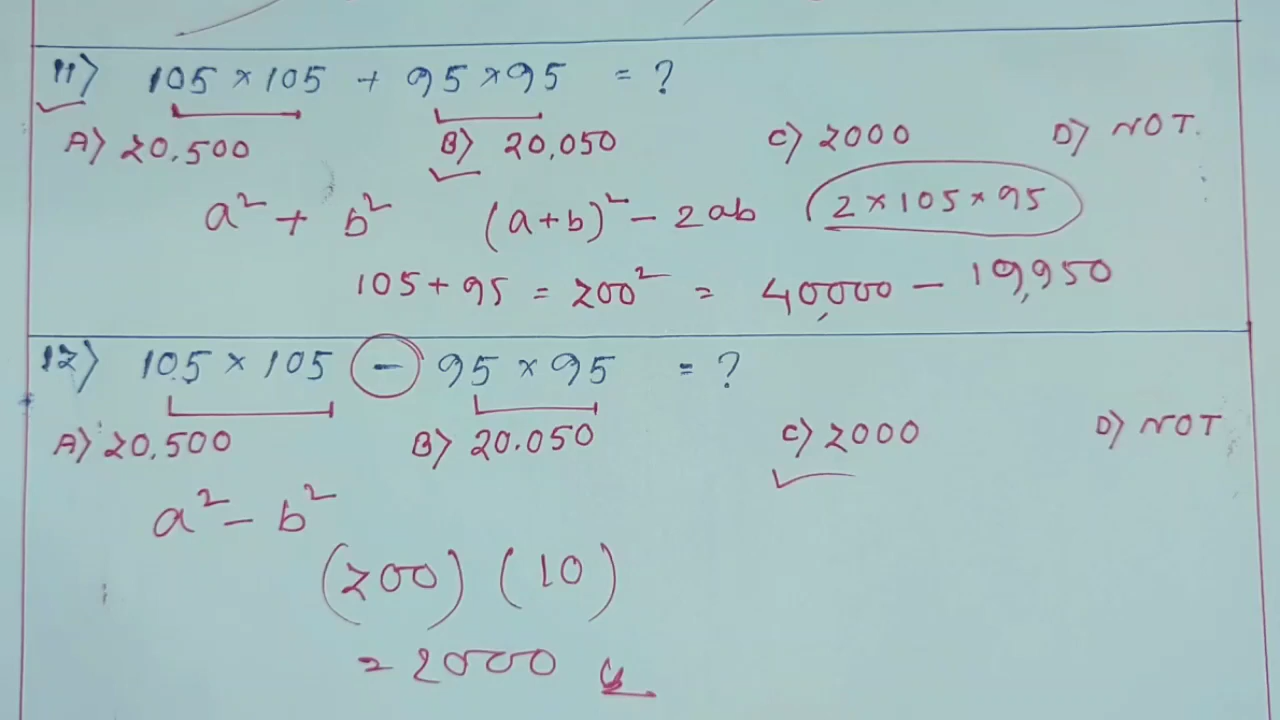 11) 105 × 105 + 95 × 95 = ?
A) 20,500 B) 20,050 C) 2000 D) NOT.
a² + b² (a+b)² - 2ab 2 × 105 × 95
105 + 95 = 200² = 40,000 - 19,950
12) 105 × 105 - 95 × 95 = ?
A) 20,500 B) 20.050 C) 2000 D) NOT
a² - b²
(200) (10)
= 2000